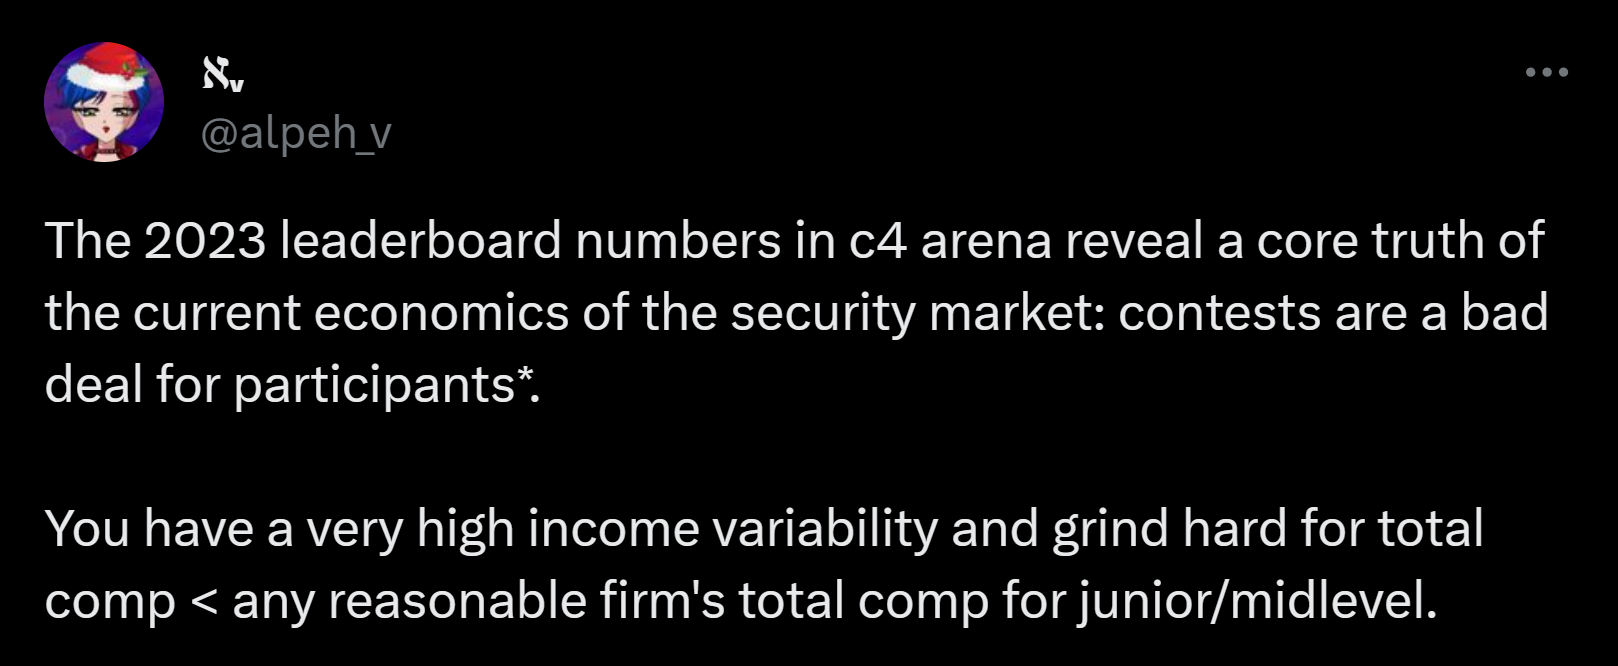 ℵᵥ
@alpeh_v
The 2023 leaderboard numbers in c4 arena reveal a core truth of
the current economics of the security market: contests are a bad
deal for participants*.
You have a very high income variability and grind hard for total
comp < any reasonable firm's total comp for junior/midlevel.